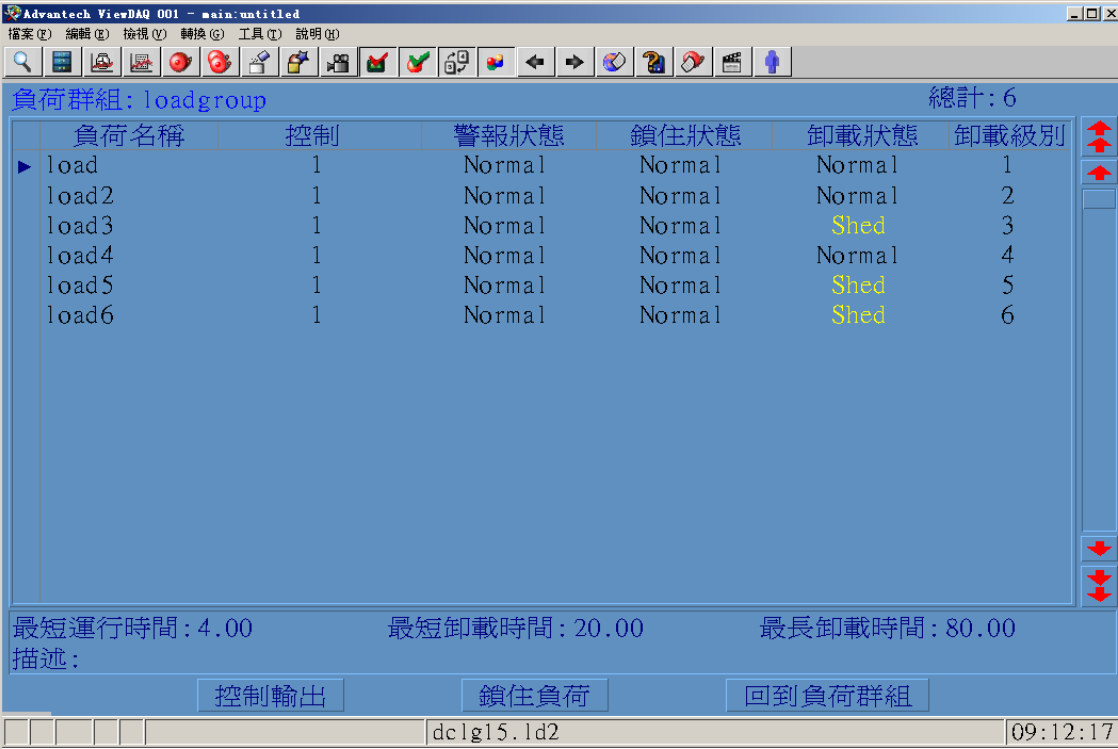 Advantech ViewDAQ 001 - main:untitled
檔案(F) 編輯(E) 檢視(V) 轉換(G) 工具(T) 說明(H)
負荷群組:loadgroup 總計:6
負荷名稱 控制 警報狀態 鎖住狀態 卸載狀態 卸載級別
load 1 Normal Normal Normal 1
load2 1 Normal Normal Normal 2
load3 1 Normal Normal Shed 3
load4 1 Normal Normal Normal 4
load5 1 Normal Normal Shed 5
load6 1 Normal Normal Shed 6
最短運行時間:4.00 最短卸載時間:20.00 最長卸載時間:80.00
描述:
控制輸出 鎖住負荷 回到負荷群組
dclg15.ld2 09:12:17